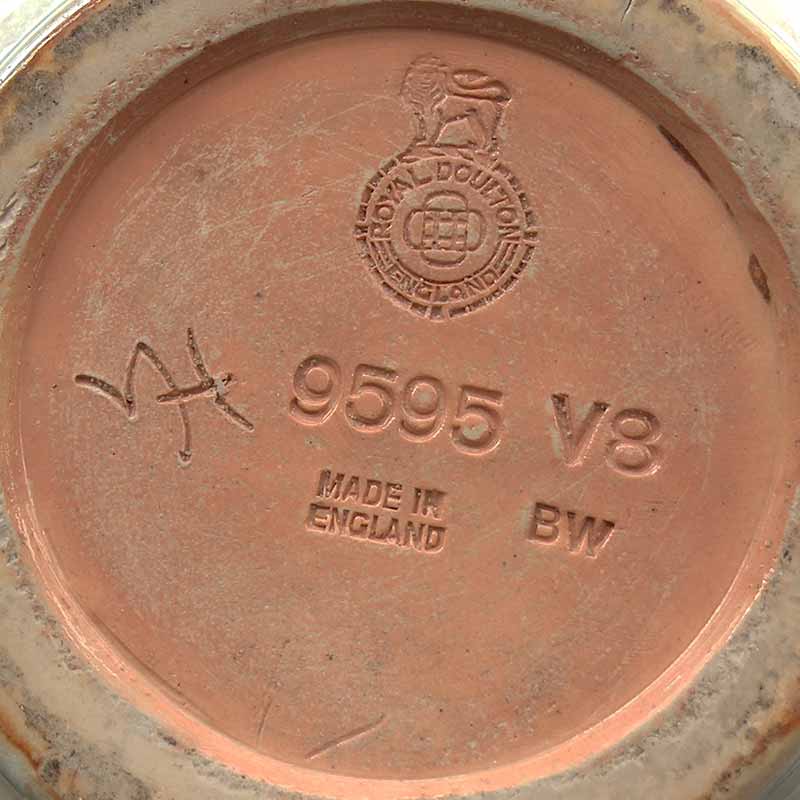 ROYAL DOULTON
ENGLAND
9595 V8
MADE IN
ENGLAND
BW